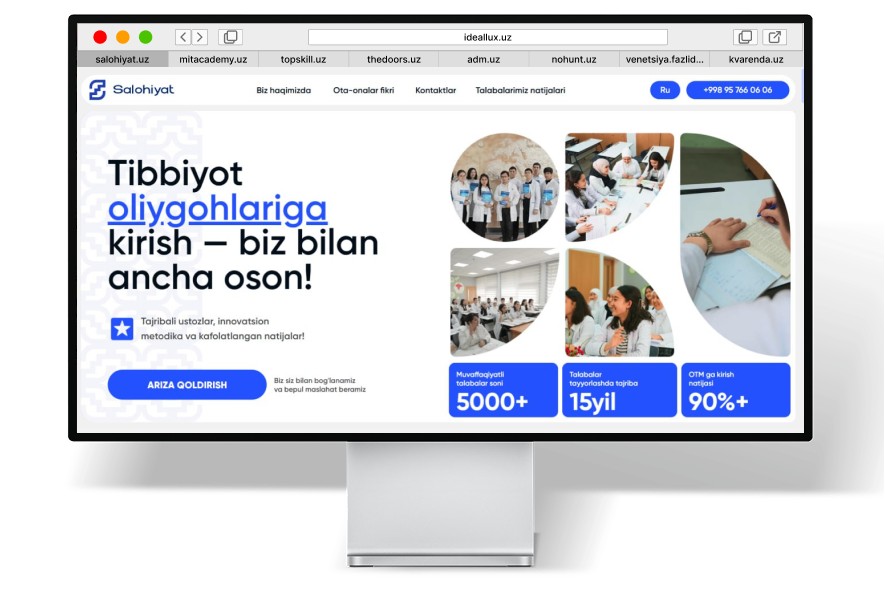 ideallux.uz
salohiyat.uz
mitacademy.uz
topskill.uz
thedoors.uz
adm.uz
nohunt.uz
venetsiya.fazlid...
kvarenda.uz
Salohiyat
Biz haqimizda
Ota-onalar fikri
Kontaktlar
Talabalarimiz natijalari
Ru
+998 95 766 06 06
Tibbiyot
oliygohlariga
kirish — biz bilan
ancha oson!
Tajribali ustozlar, innovatsion
metodika va kafolatlangan natijalar!
ARIZA QOLDIRISH
Biz siz bilan bog'lanamiz
va bepul maslahat beramiz
Muvaffaqiyatli
talabalar soni
5000+
Talabalar
tayyorlashda tajriba
15yil
OTM ga kirish
natijasi
90%+